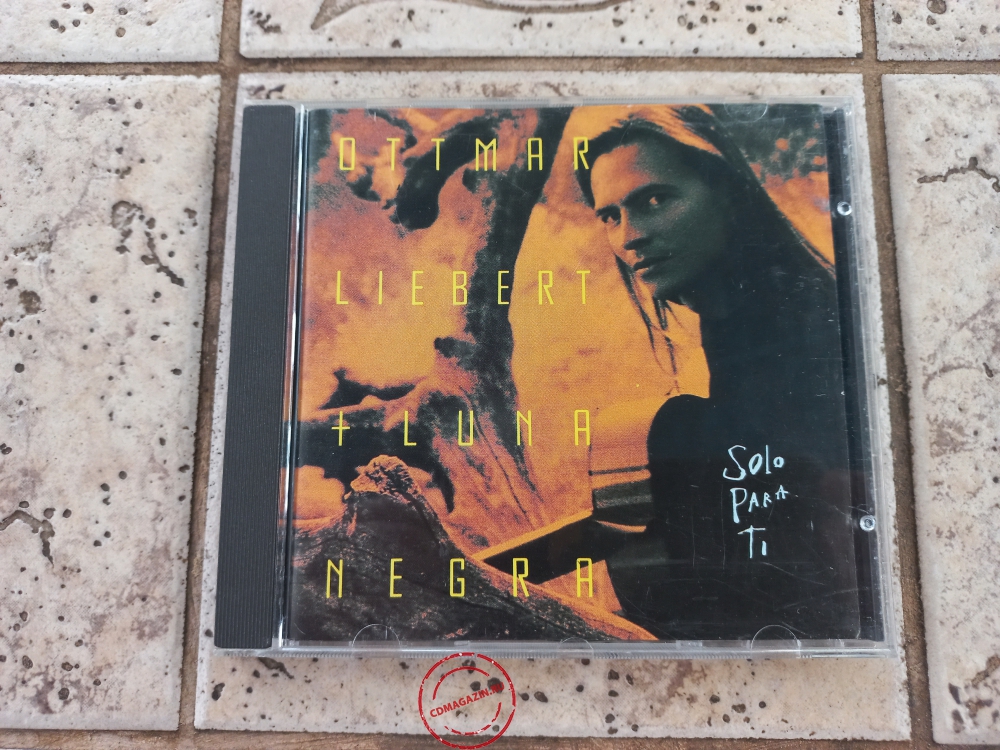 OTTMAR
LIEBERT
+ LUNA
NEGRA
Solo
PARA
Ti
CDMAGAZIN.RU